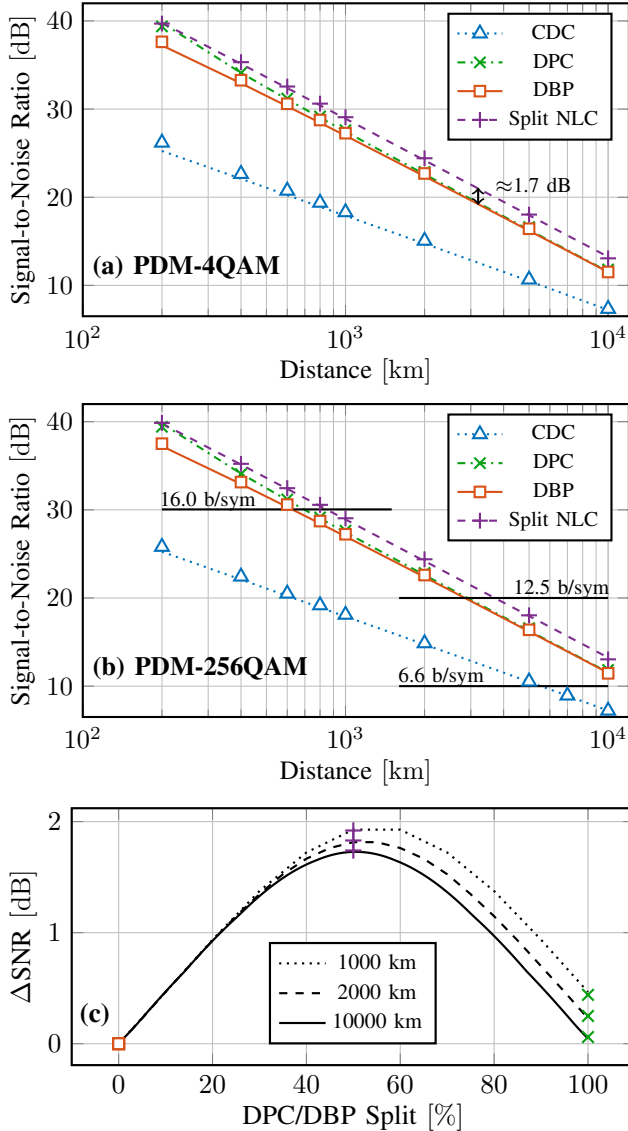 40
30
20
10
Signal-to-Noise Ratio [dB]
CDC
DPC
DBP
Split NLC
≈1.7 dB
(a) PDM-4QAM
10²
10³
10⁴
Distance [km]
40
30
20
10
Signal-to-Noise Ratio [dB]
CDC
DPC
DBP
Split NLC
16.0 b/sym
12.5 b/sym
6.6 b/sym
(b) PDM-256QAM
10²
10³
10⁴
Distance [km]
2
1
0
ΔSNR [dB]
1000 km
2000 km
10000 km
(c)
0
20
40
60
80
100
DPC/DBP Split [%]